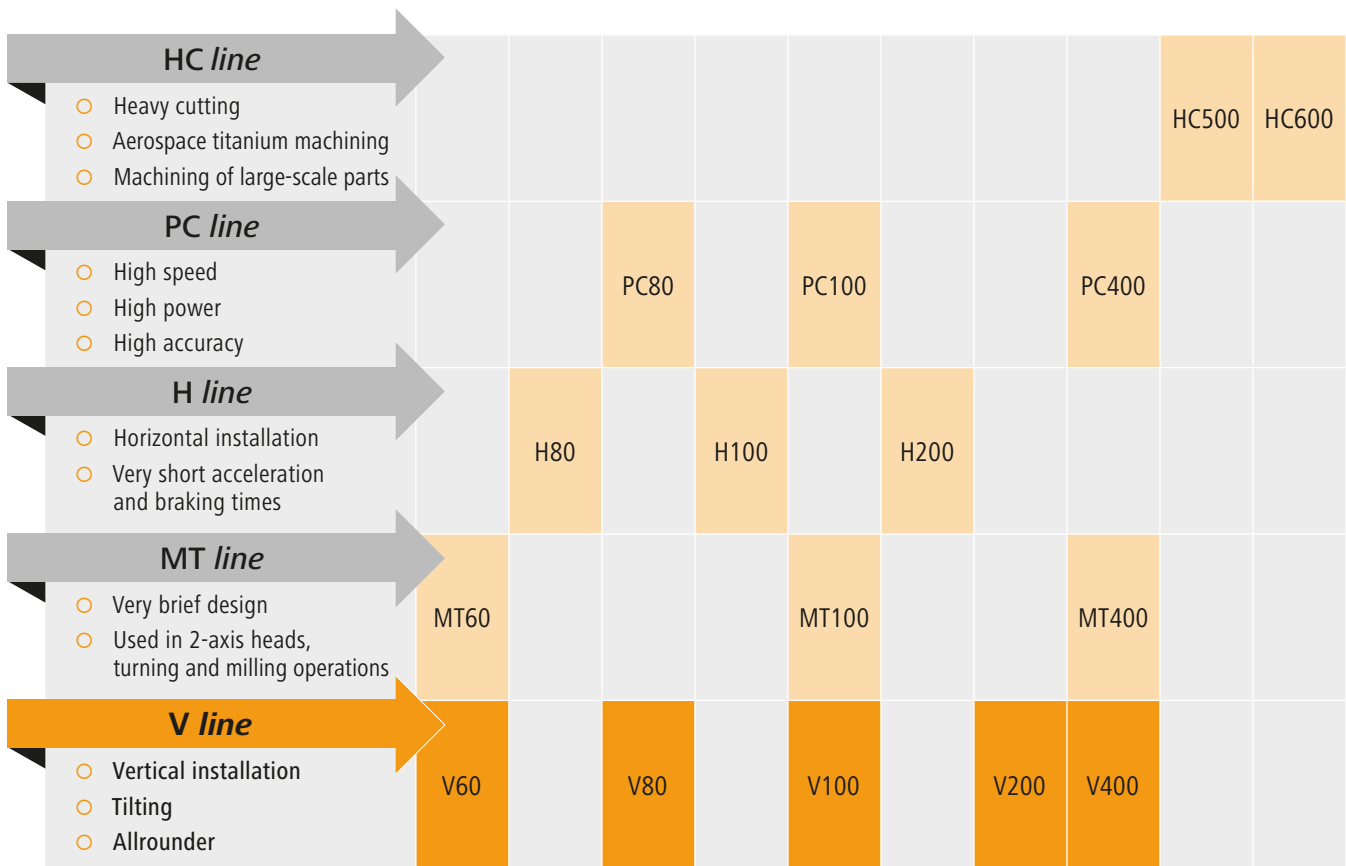 HC line
Heavy cutting
Aerospace titanium machining
Machining of large-scale parts
HC500 HC600
PC line
High speed
High power
High accuracy
PC80 PC100 PC400
H line
Horizontal installation
Very short acceleration
and braking times
H80 H100 H200
MT line
Very brief design
Used in 2-axis heads,
turning and milling operations
MT60 MT100 MT400
V line
Vertical installation
Tilting
Allrounder
V60 V80 V100 V200 V400